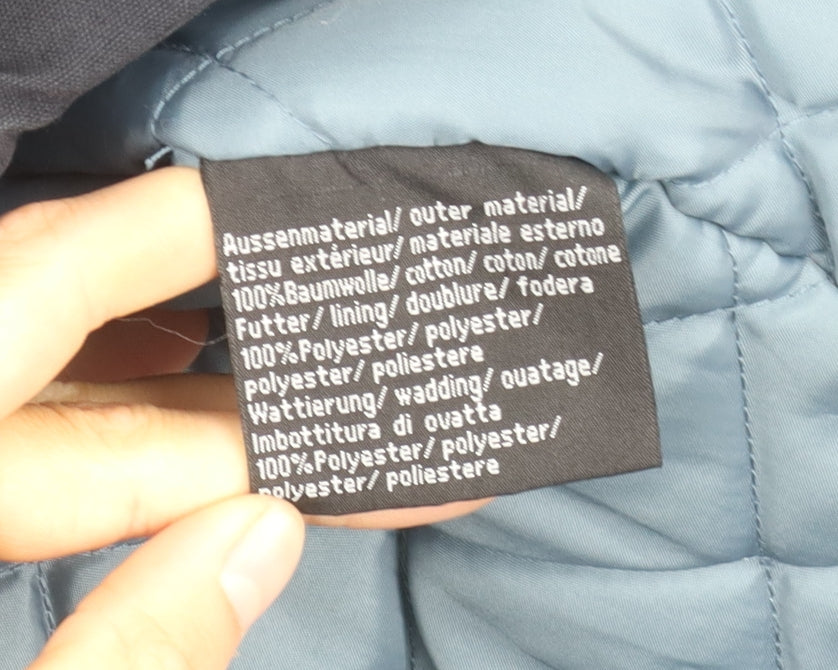 Aussenmaterial/ outer material/
tissu extérieur/ materiale esterno
100%Baumwolle/ cotton/ coton/ cotone
Futter/ lining/ doublure/ fodera
100%Polyester/ polyester/
polyester/ poliestere
Wattierung/ wadding/ ouatage/
Imbottitura di ovatta
100%Polyester/ polyester/
polyester/ poliestere